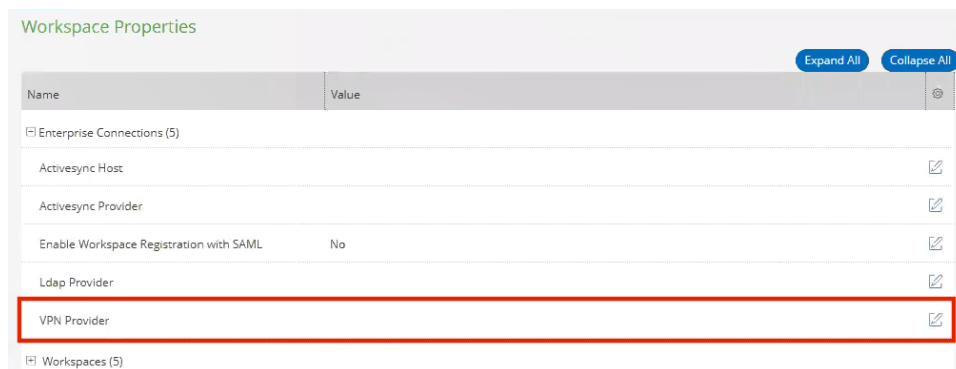 Workspace Properties
Expand All Collapse All
Name Value
Enterprise Connections (5)
Activesync Host
Activesync Provider
Enable Workspace Registration with SAML No
Ldap Provider
VPN Provider
Workspaces (5)